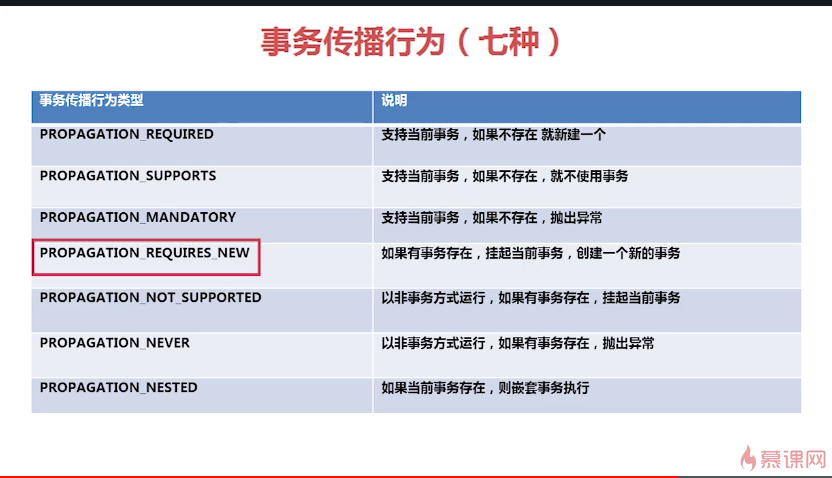 事务传播行为（七种）
事务传播行为类型 说明
PROPAGATION_REQUIRED 支持当前事务，如果不存在 就新建一个
PROPAGATION_SUPPORTS 支持当前事务，如果不存在，就不使用事务
PROPAGATION_MANDATORY 支持当前事务，如果不存在，抛出异常
PROPAGATION_REQUIRES_NEW 如果有事务存在，挂起当前事务，创建一个新的事务
PROPAGATION_NOT_SUPPORTED 以非事务方式运行，如果有事务存在，挂起当前事务
PROPAGATION_NEVER 以非事务方式运行，如果有事务存在，抛出异常
PROPAGATION_NESTED 如果当前事务存在，则嵌套事务执行
慕课网